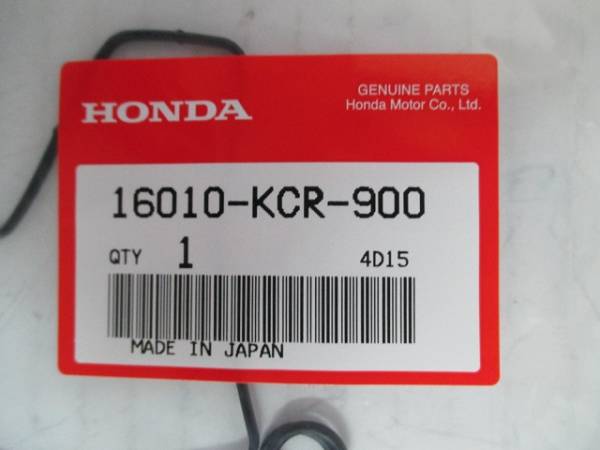 HONDA
GENUINE PARTS
Honda Motor Co., Ltd.
16010-KCR-900
QTY 1 4D15
MADE IN JAPAN